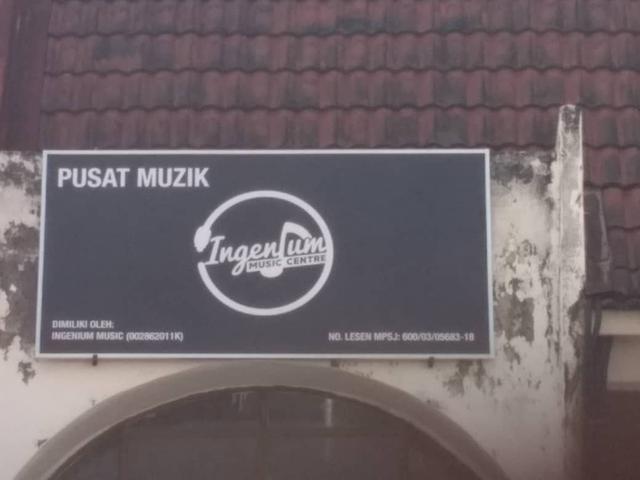 PUSAT MUZIK
Ingenium
MUSIC CENTRE
DIMILIKI OLEH:
INGENIUM MUSIC (002862011K)
NO. LESEN MPSJ: 600/03/05683-18